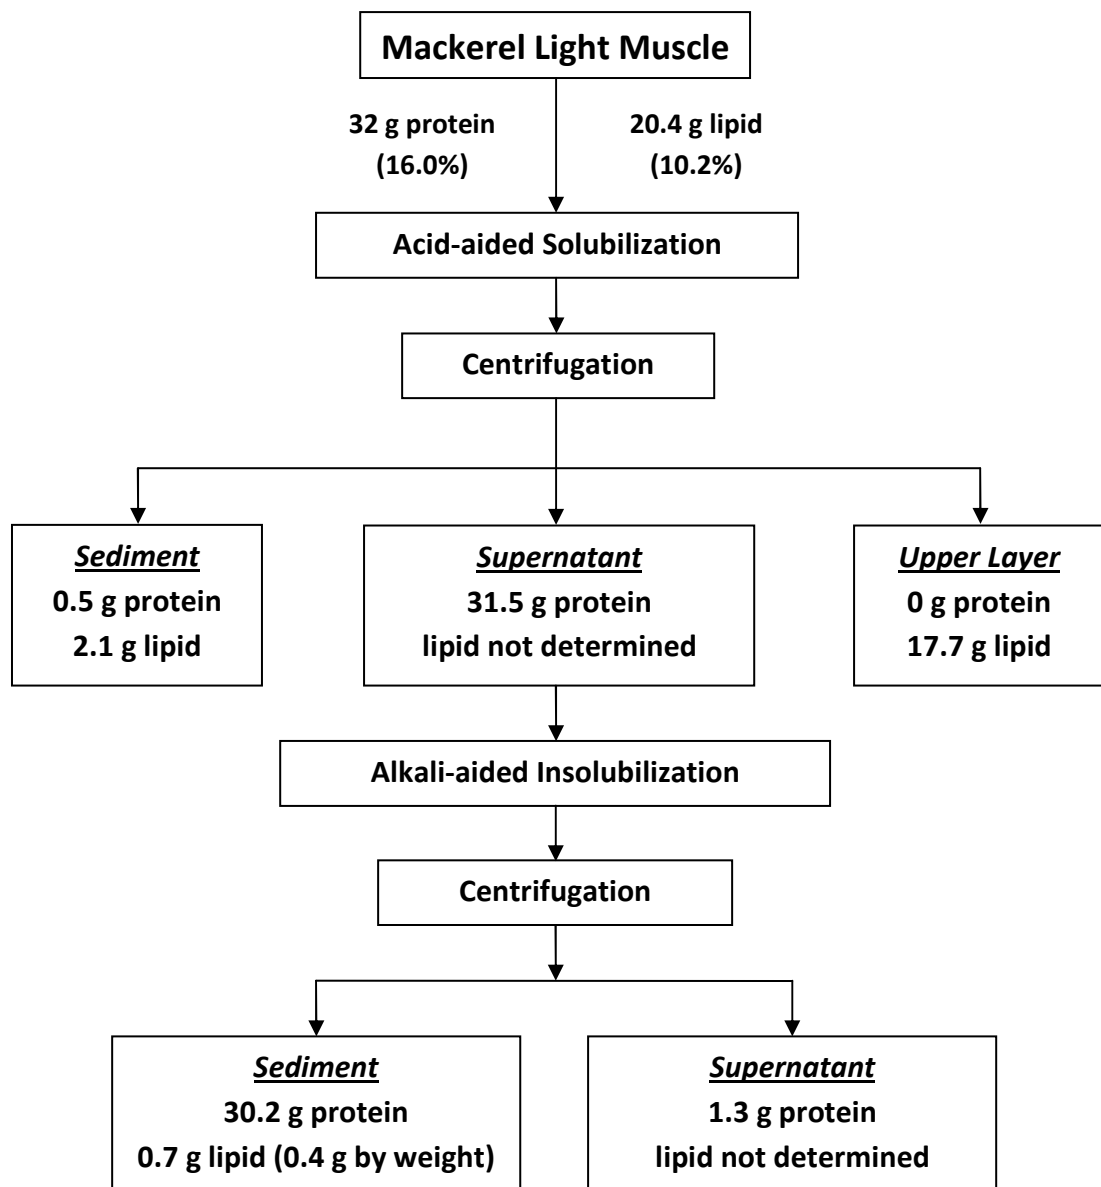 Mackerel Light Muscle
32 g protein
(16.0%)
20.4 g lipid
(10.2%)
Acid-aided Solubilization
Centrifugation
Sediment
0.5 g protein
2.1 g lipid
Supernatant
31.5 g protein
lipid not determined
Upper Layer
0 g protein
17.7 g lipid
Alkali-aided Insolubilization
Centrifugation
Sediment
30.2 g protein
0.7 g lipid (0.4 g by weight)
Supernatant
1.3 g protein
lipid not determined